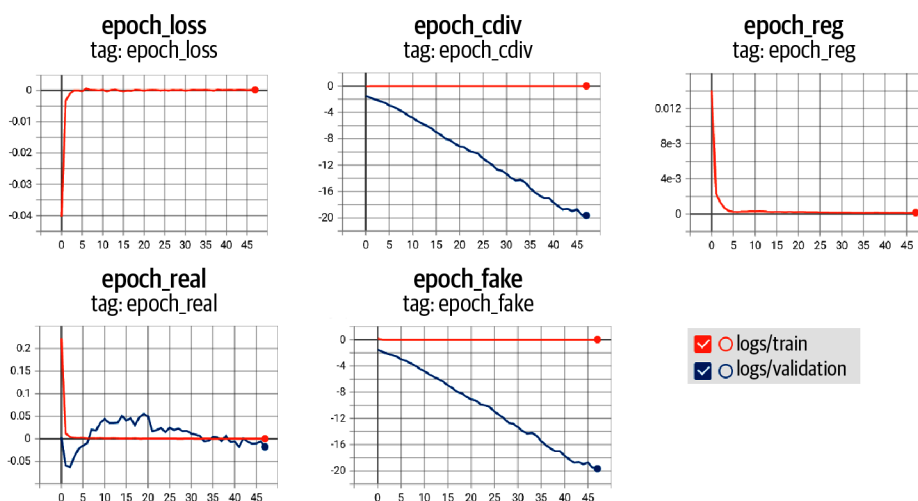 epoch_loss
tag: epoch_loss
0
-0.01
-0.02
-0.03
-0.04
0 5 10 15 20 25 30 35 40 45
epoch_cdiv
tag: epoch_cdiv
0
-4
-8
-12
-16
-20
0 5 10 15 20 25 30 35 40 45
epoch_reg
tag: epoch_reg
0.012
8e-3
4e-3
0
0 5 10 15 20 25 30 35 40 45
epoch_real
tag: epoch_real
0.2
0.15
0.1
0.05
0
-0.05
0 5 10 15 20 25 30 35 40 45
epoch_fake
tag: epoch_fake
0
-4
-8
-12
-16
-20
0 5 10 15 20 25 30 35 40 45
logs/train
logs/validation